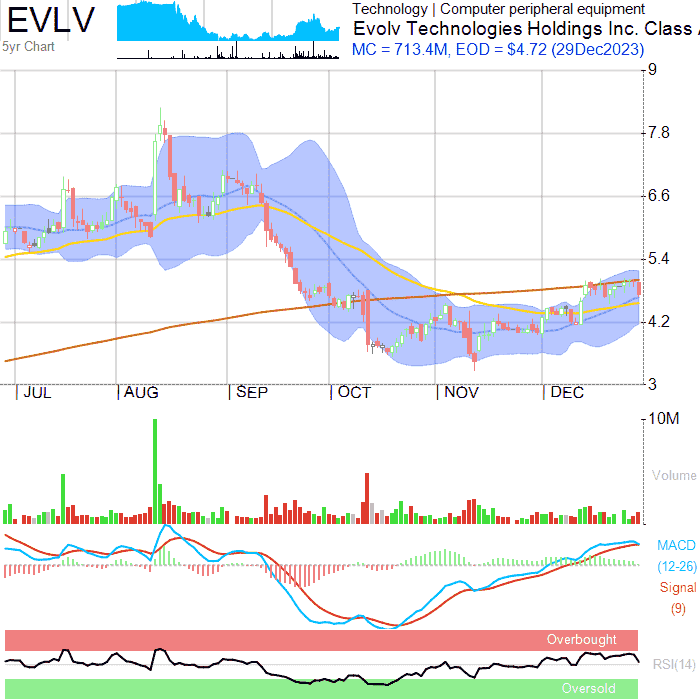 EVLV
5yr Chart
Technology | Computer peripheral equipment
Evolv Technologies Holdings Inc. Class A
MC = 713.4M, EOD = $4.72 (29Dec2023)
9
7.8
6.6
5.4
4.2
3
JUL AUG SEP OCT NOV DEC
10M
Volume
MACD
(12-26)
Signal
(9)
Overbought
RSI(14)
Oversold